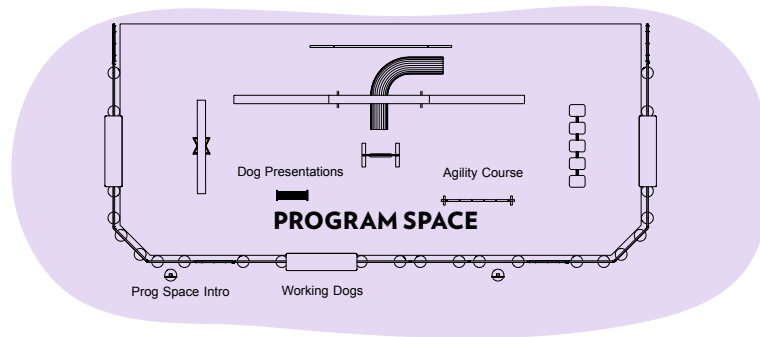 Dog Presentations
Agility Course
PROGRAM SPACE
Prog Space Intro
Working Dogs